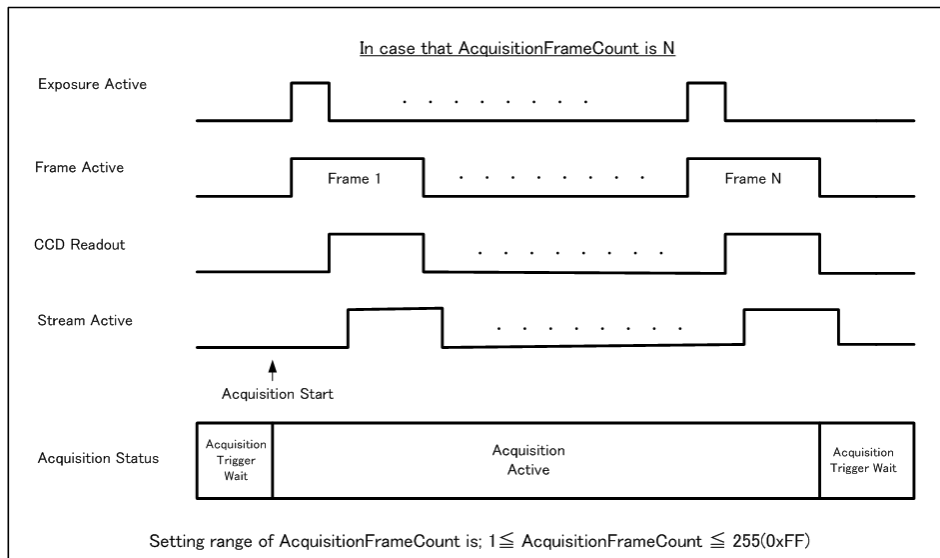 In case that AcquisitionFrameCount is N
Exposure Active
Frame Active
Frame 1
Frame N
CCD Readout
Stream Active
Acquisition Start
Acquisition Status
Acquisition
Trigger
Wait
Acquisition
Active
Acquisition
Trigger Wait
Setting range of AcquisitionFrameCount is; 1≦ AcquisitionFrameCount ≦ 255(0xFF)